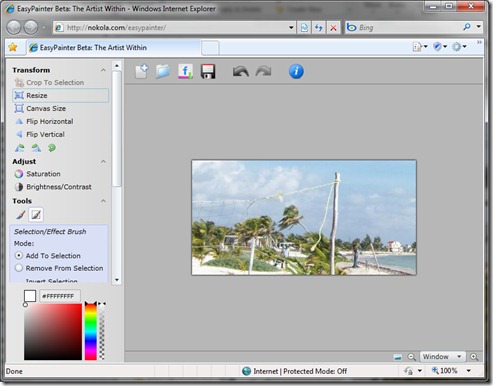 EasyPainter Beta: The Artist Within - Windows Internet Explorer
http://nokola.com/easypainter/
Bing
EasyPainter Beta: The Artist Within
Transform
Crop To Selection
Resize
Canvas Size
Flip Horizontal
Flip Vertical
Adjust
Saturation
Brightness/Contrast
Tools
Selection/Effect Brush
Mode:
Add To Selection
Remove From Selection
Invert Selection
#FFFFFFFF
Window
Done
Internet | Protected Mode: Off
100%